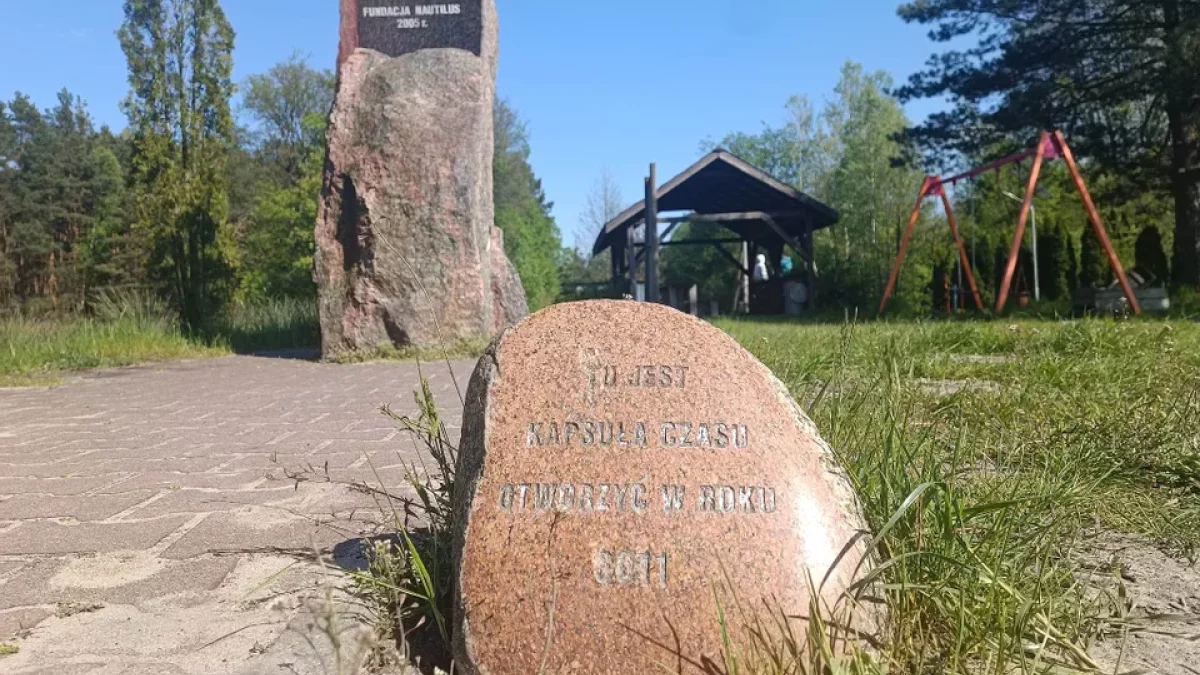 FUNDACJA NAUTILUS
2005 r.
TU JEST
KAPSUŁA CZASU
OTWORZYĆ W ROKU